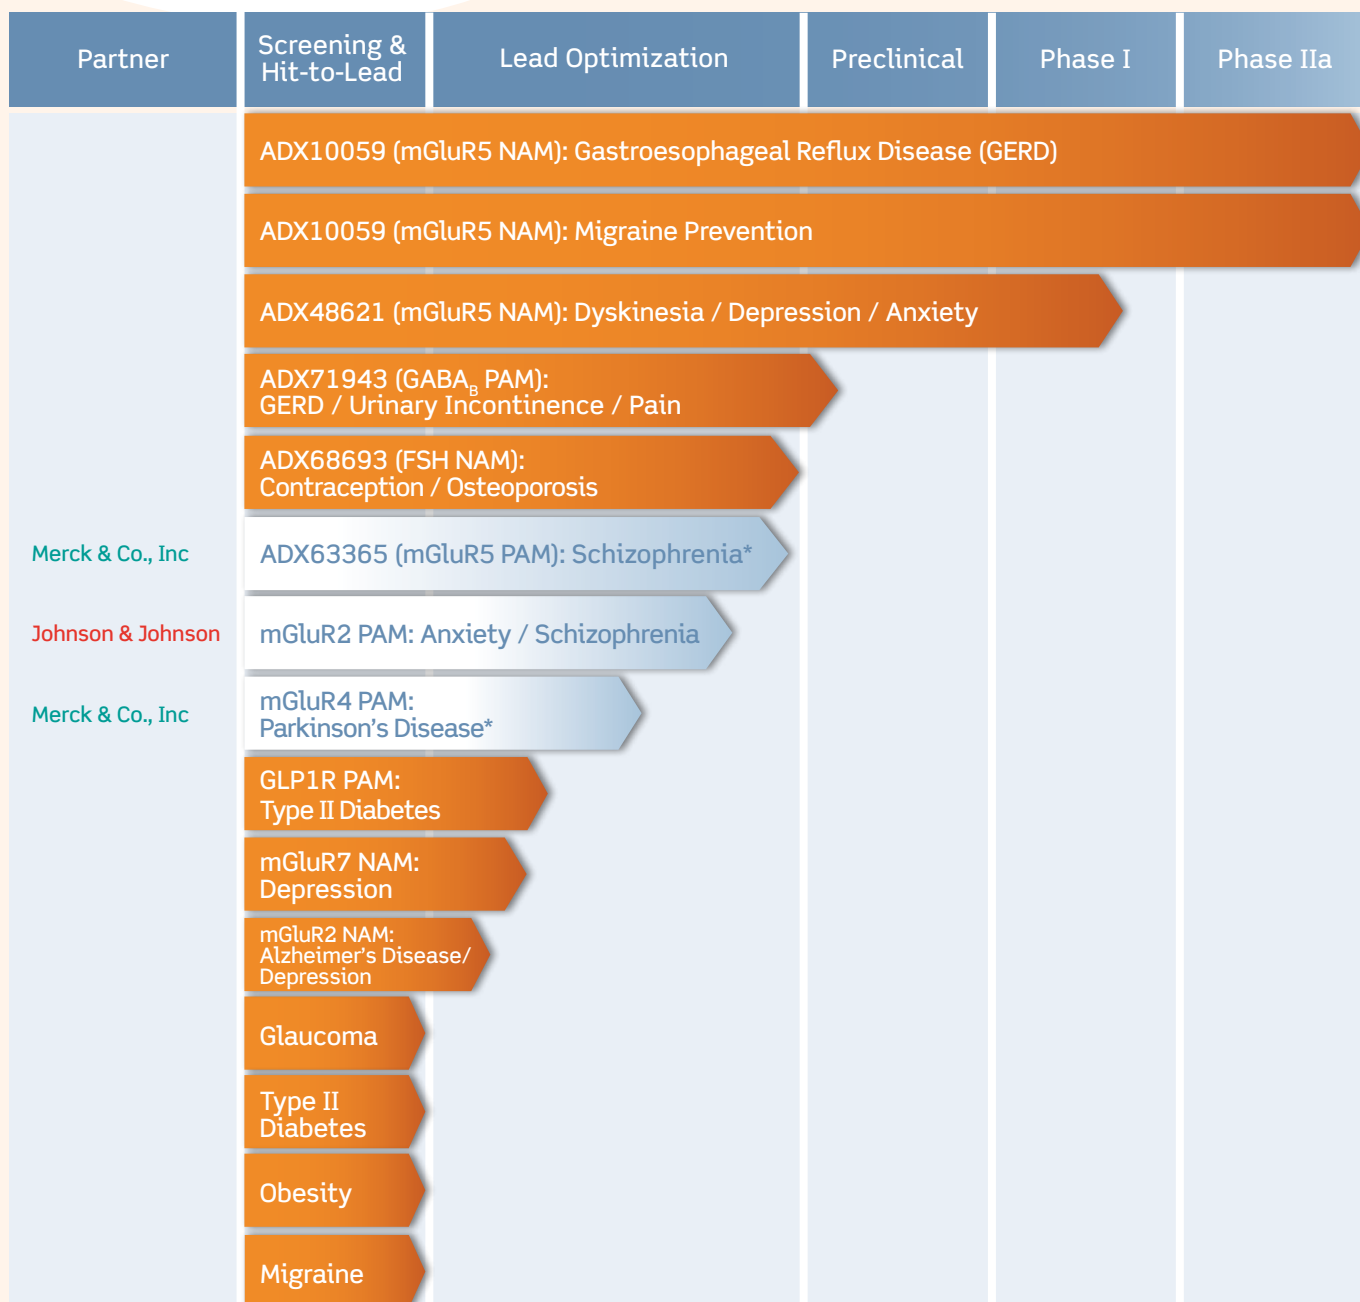 Partner
Screening &
Hit-to-Lead
Lead Optimization
Preclinical
Phase I
Phase IIa
ADX10059 (mGluR5 NAM): Gastroesophageal Reflux Disease (GERD)
ADX10059 (mGluR5 NAM): Migraine Prevention
ADX48621 (mGluR5 NAM): Dyskinesia / Depression / Anxiety
ADX71943 (GABAB PAM):
GERD / Urinary Incontinence / Pain
ADX68693 (FSH NAM):
Contraception / Osteoporosis
Merck & Co., Inc
ADX63365 (mGluR5 PAM): Schizophrenia*
Johnson & Johnson
mGluR2 PAM: Anxiety / Schizophrenia
Merck & Co., Inc
mGluR4 PAM:
Parkinson's Disease*
GLP1R PAM:
Type II Diabetes
mGluR7 NAM:
Depression
mGluR2 NAM:
Alzheimer's Disease/
Depression
Glaucoma
Type II
Diabetes
Obesity
Migraine